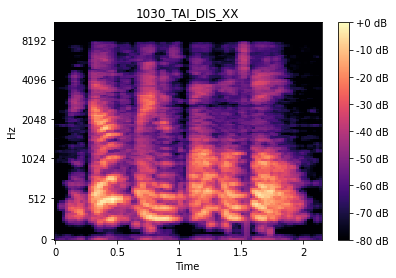 1030_TAI_DIS_XX
+0 dB
8192
-10 dB
4096
-20 dB
-30 dB
2048
Hz
-40 dB
1024
-50 dB
512
-60 dB
-70 dB
0
-80 dB
0
0.5
1
1.5
2
Time